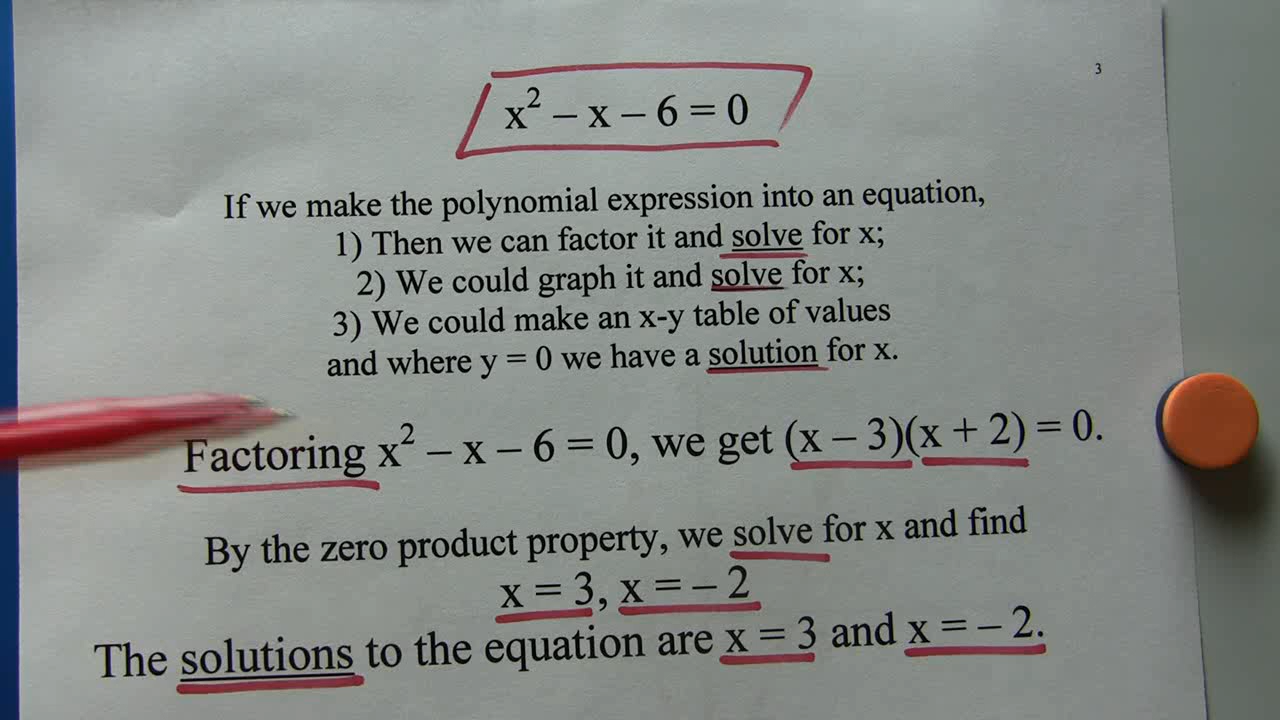 3
x² – x – 6 = 0
If we make the polynomial expression into an equation,
1) Then we can factor it and solve for x;
2) We could graph it and solve for x;
3) We could make an x-y table of values
and where y = 0 we have a solution for x.
Factoring x² – x – 6 = 0, we get (x – 3)(x + 2) = 0.
By the zero product property, we solve for x and find
x = 3, x = – 2
The solutions to the equation are x = 3 and x = – 2.